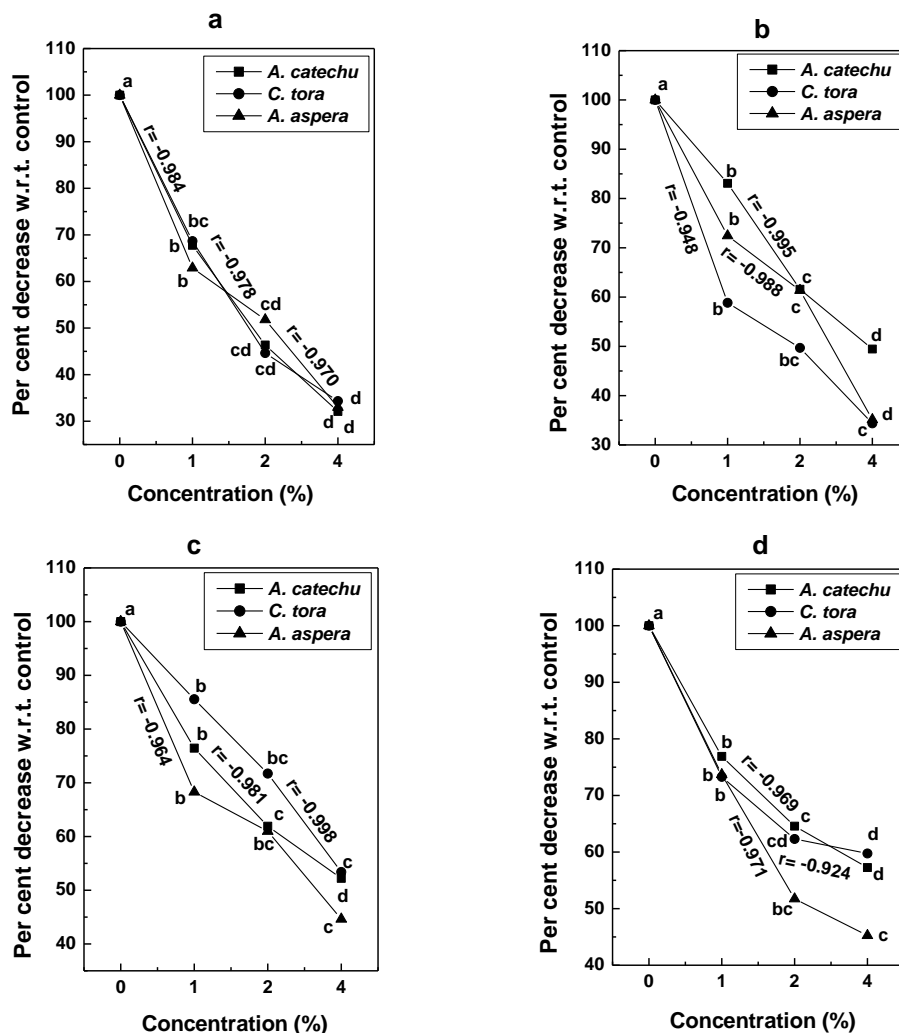 a
110
100
90
80
70
60
50
40
30
A. catechu
C. tora
A. aspera
a
r= -0.984
bc
b
b
r= -0.978
cd
cd
cd
r= -0.970
d
d
d
0 1 2 4
Concentration (%)
Per cent decrease w.r.t. control
b
110
100
90
80
70
60
50
40
30
A. catechu
C. tora
A. aspera
a
b
r= -0.948
r= -0.995
b
r= -0.988
b
c
c
bc
d
d
c
0 1 2 4
Concentration (%)
Per cent decrease w.r.t. control
c
110
100
90
80
70
60
50
40
A. catechu
C. tora
A. aspera
a
b
r= -0.964
r= -0.981
bc
b
r= -0.998
c
bc
c
d
c
0 1 2 4
Concentration (%)
Per cent decrease w.r.t. control
d
110
100
90
80
70
60
50
40
A. catechu
C. tora
A. aspera
a
b
b
b
r= -0.969
c
r=-0.971
cd
r= -0.924
d
d
bc
c
0 1 2 4
Concentration (%)
Per cent decrease w.r.t. control